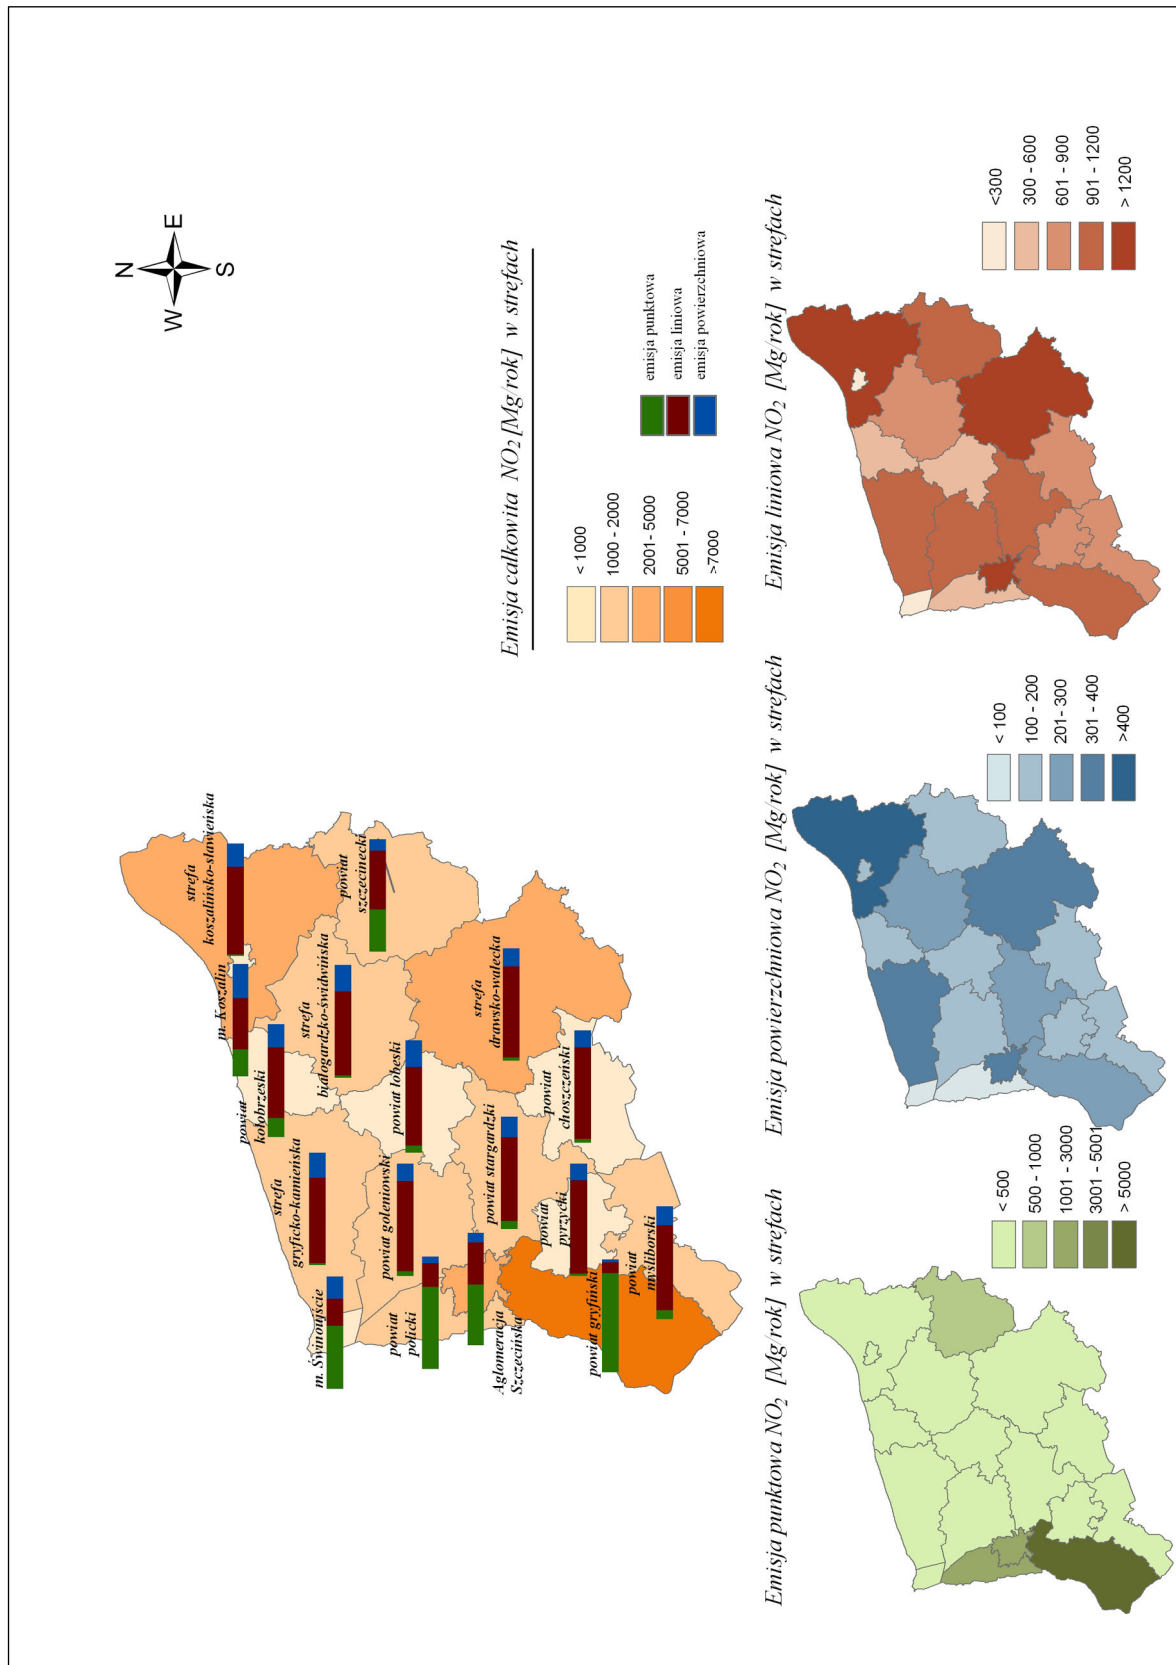 N
W
E
S
Emisja całkowita NO2 [Mg/rok] w strefach
< 1000
1000 - 2000
2001- 5000
5001 - 7000
>7000
emisja punktowa
emisja liniowa
emisja powierzchniowa
strefa
koszalińsko-sławieńska
m. Koszalin
powiat
kołobrzeski
strefa
białogardzko-świdwińska
powiat
szczecinecki
strefa
gryficko-kamieńska
m. Świnoujście
powiat goleniowski
powiat łobeski
powiat
policki
strefa
drawsko-wałecka
powiat stargardzki
Aglomeracja
Szczecińska
powiat
choszczeński
powiat
pyrzycki
powiat gryfiński
powiat
myśliborski
Emisja punktowa NO2 [Mg/rok] w strefach
< 500
500 - 1000
1001 - 3000
3001 - 5001
> 5000
Emisja powierzchniowa NO2 [Mg/rok] w strefach
< 100
100 - 200
201- 300
301 - 400
>400
Emisja liniowa NO2 [Mg/rok] w strefach
<300
300 - 600
601 - 900
901 - 1200
> 1200